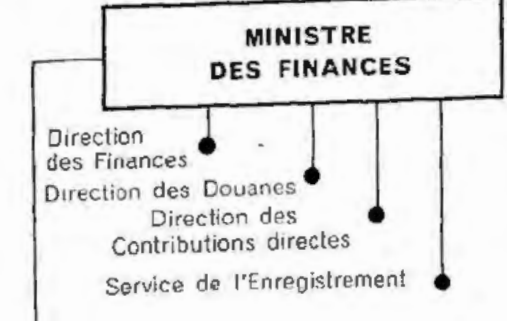 MINISTRE
DES FINANCES
Direction
des Finances
Direction des Douanes
Direction des
Contributions directes
Service de l'Enregistrement